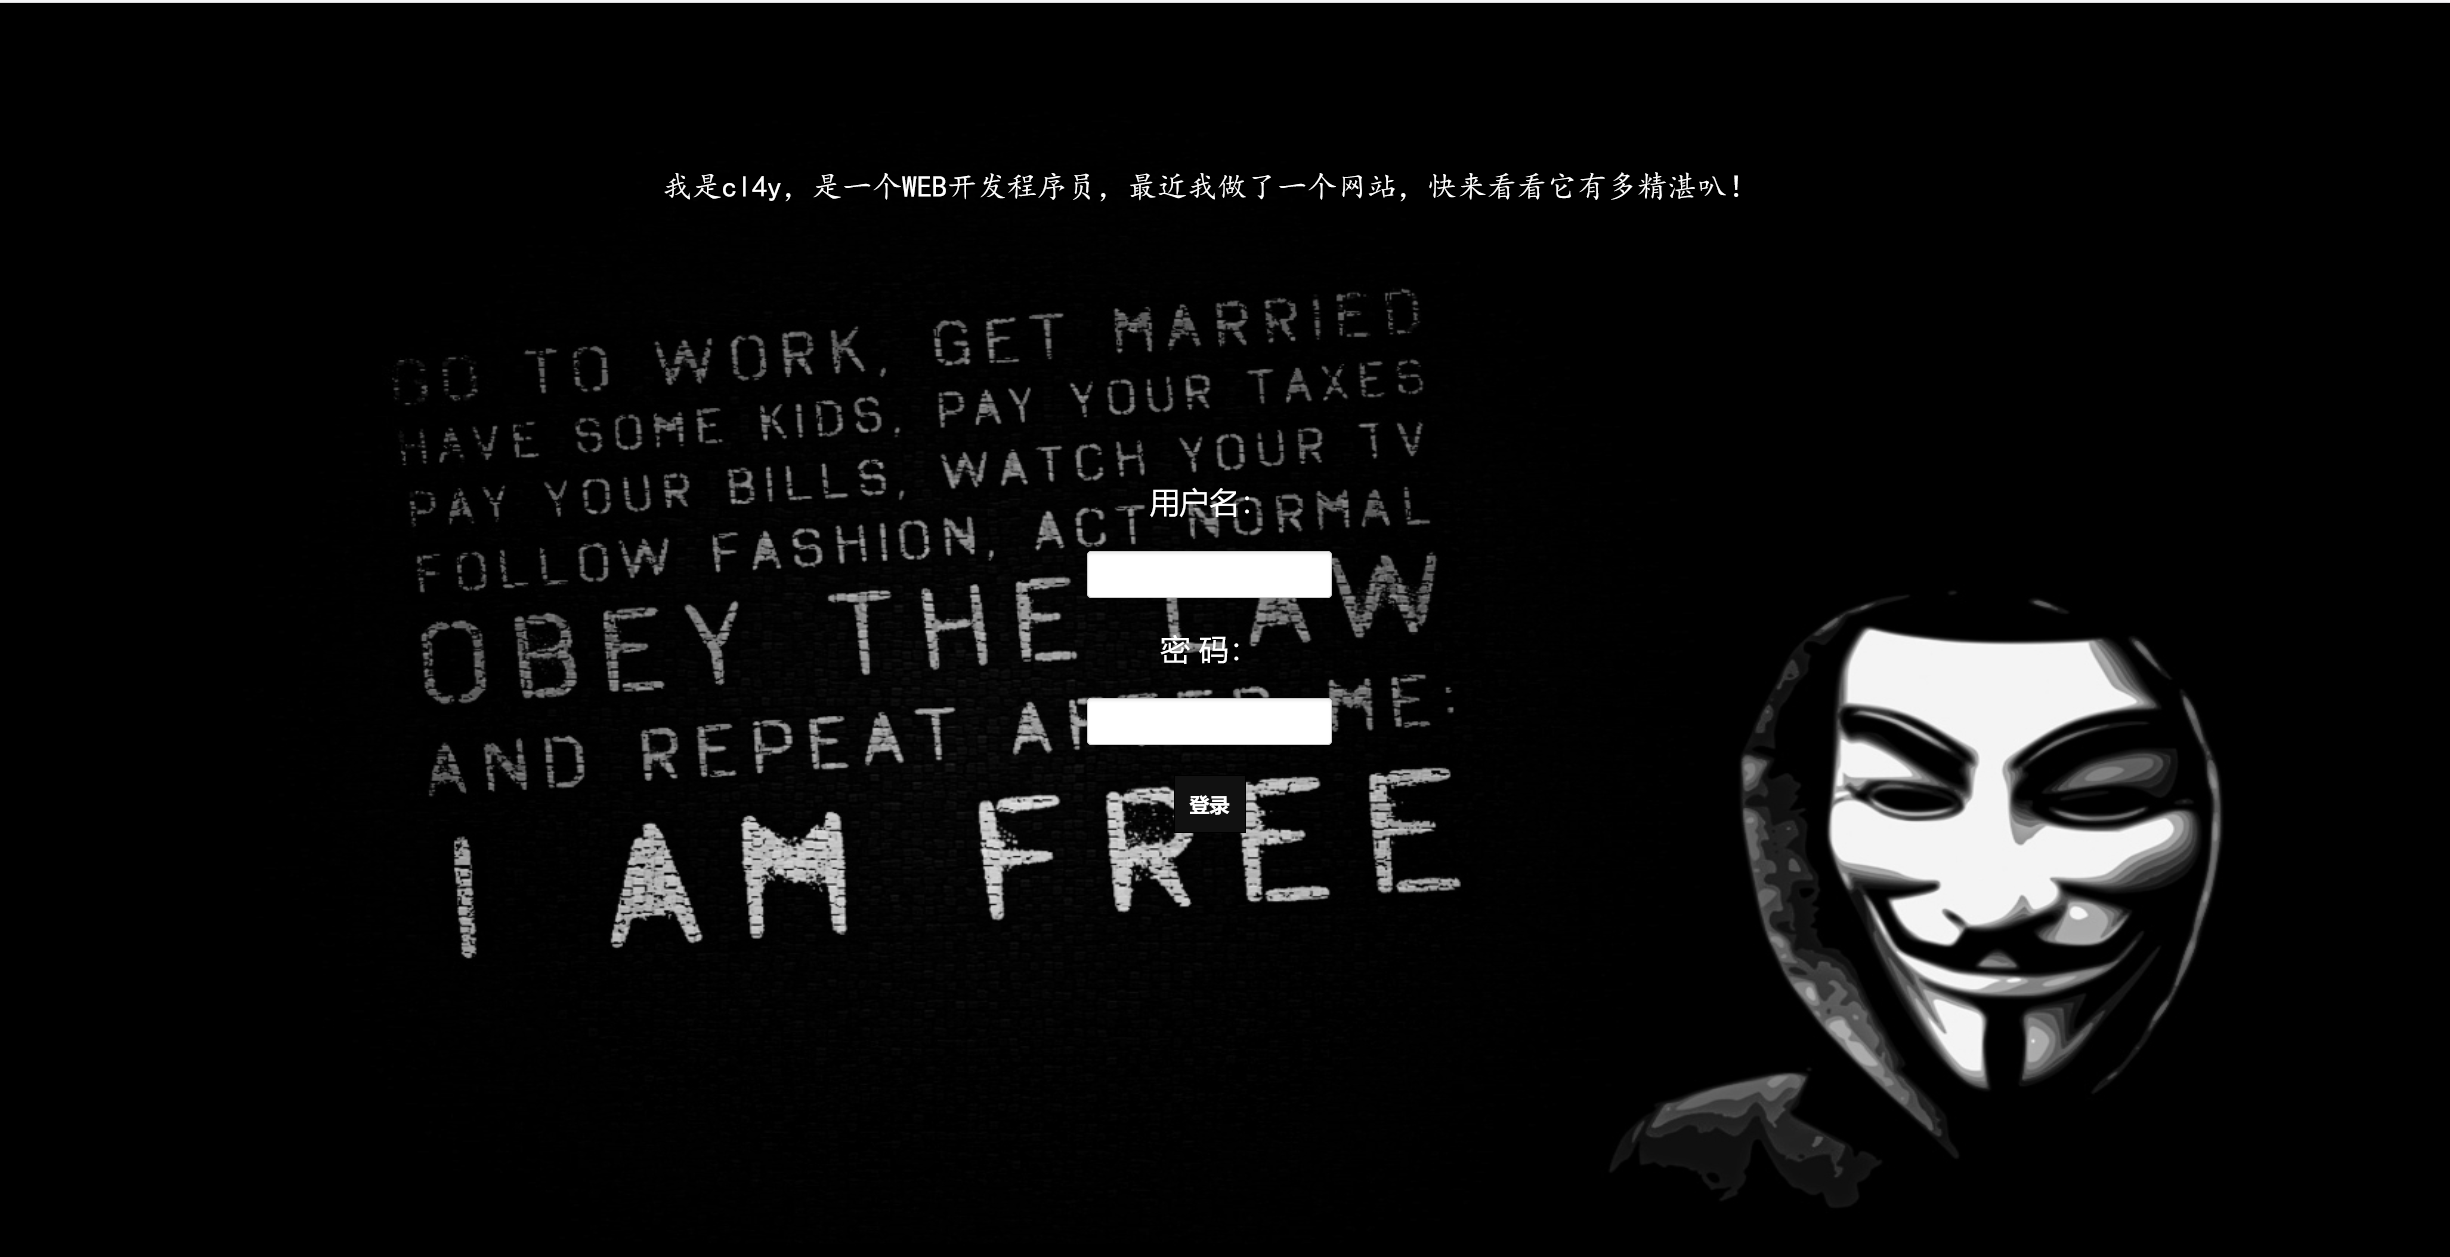 我是cl4y，是一个WEB开发程序员，最近我做了一个网站，快来看看它有多精湛叭！
GO TO WORK, GET MARRIED
HAVE SOME KIDS, PAY YOUR TAXES
PAY YOUR BILLS, WATCH YOUR TV
FOLLOW FASHION, ACT NORMAL
OBEY THE LAW
AND REPEAT AFTER ME:
I AM FREE
用户名：
密 码：
登录